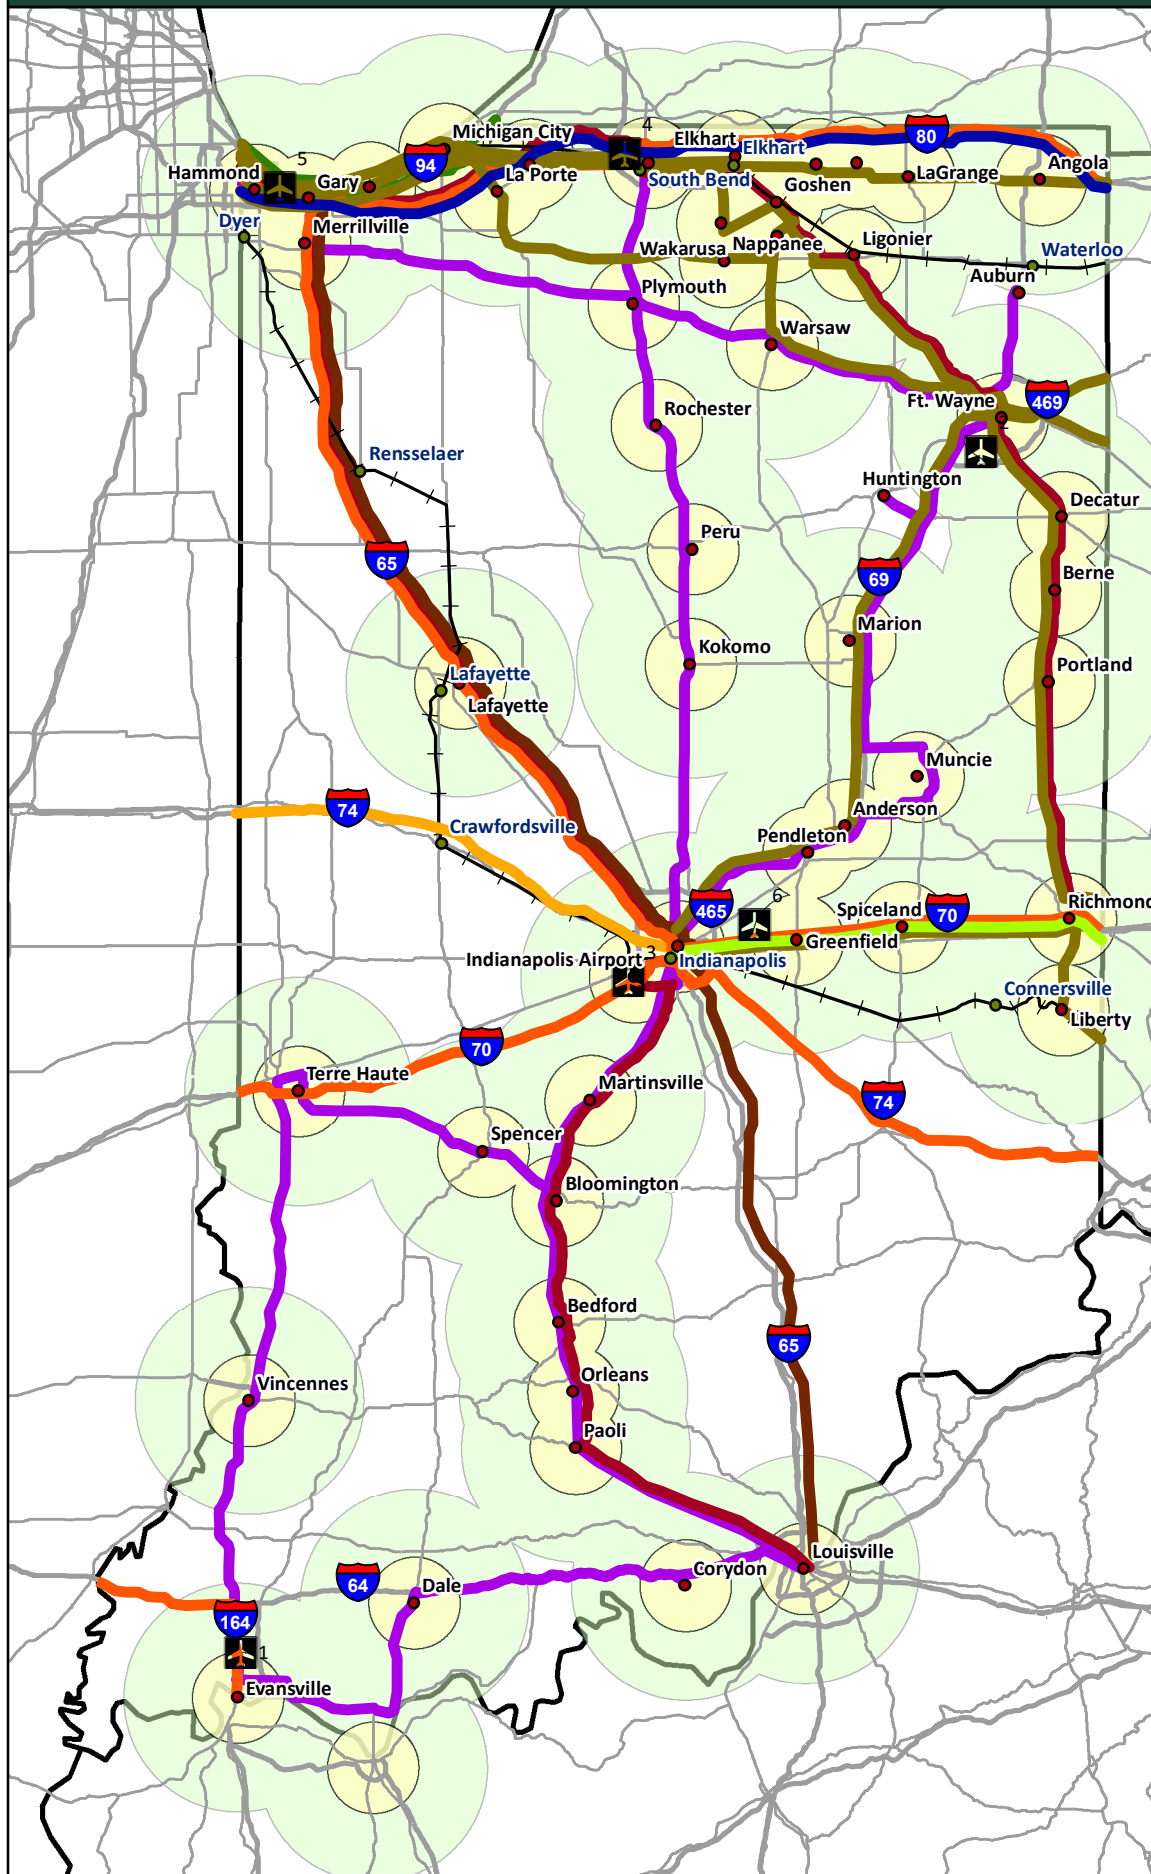 Michigan City
4
Elkhart
80
Elkhart
94
5
Hammond
Gary
La Porte
South Bend
Goshen
LaGrange
Angola
Dyer
Merrillville
Wakarusa
Nappanee
Ligonier
Waterloo
Auburn
Plymouth
Warsaw
Ft. Wayne
469
2
Rochester
Rensselaer
Huntington
Decatur
Peru
65
69
Berne
Marion
Kokomo
Portland
Lafayette
Lafayette
Muncie
74
Crawfordsville
Anderson
Pendleton
465
6
Spiceland
70
Richmond
Greenfield
Indianapolis Airport
3
Indianapolis
Connersville
Liberty
70
Terre Haute
Martinsville
74
Spencer
Bloomington
Bedford
65
Vincennes
Orleans
Paoli
Louisville
64
Dale
Corydon
164
1
Evansville